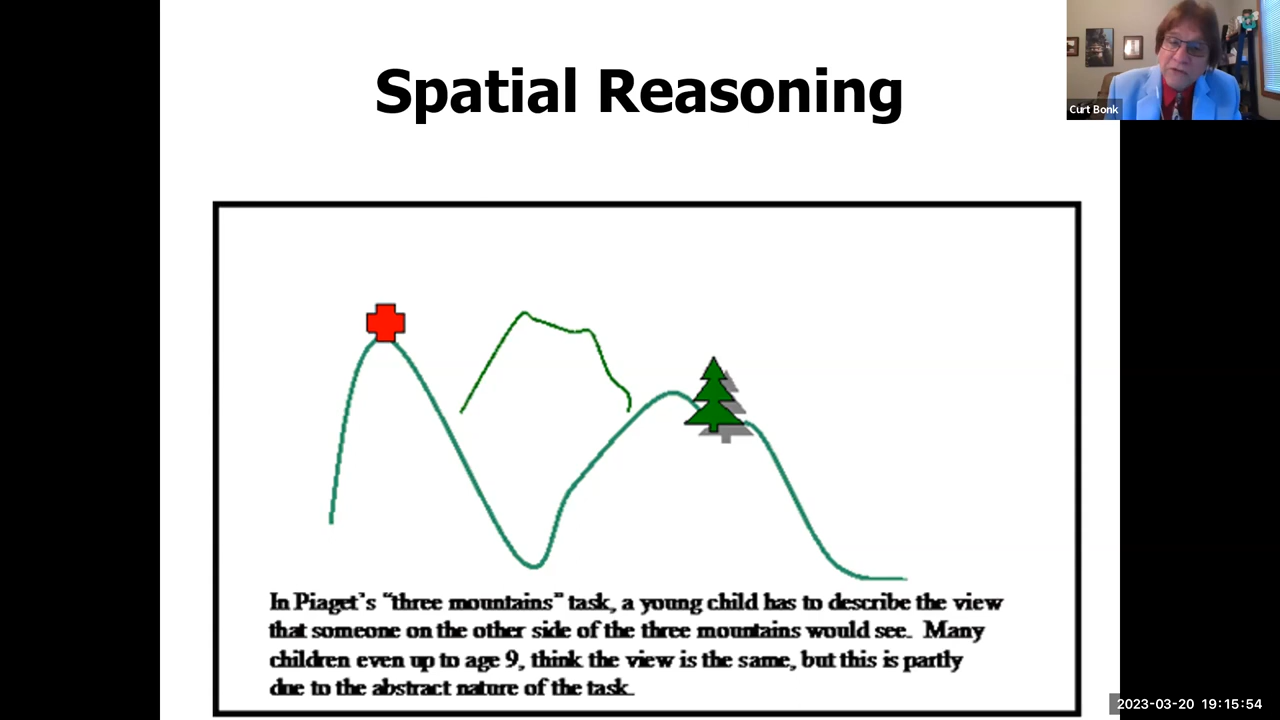 Spatial Reasoning
Curt Bonk
In Piaget's "three mountains" task, a young child has to describe the view
that someone on the other side of the three mountains would see. Many
children even up to age 9, think the view is the same, but this is partly
due to the abstract nature of the task.
2023-03-20 19:15:54